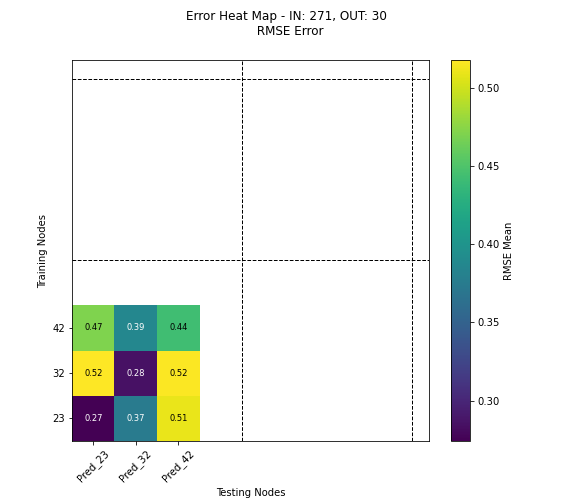 Error Heat Map - IN: 271, OUT: 30
RMSE Error
0.50
0.45
0.40
0.35
0.30
RMSE Mean
Training Nodes
42
0.47 0.39 0.44
32
0.52 0.28 0.52
23
0.27 0.37 0.51
Pred_23 Pred_32 Pred_42
Testing Nodes